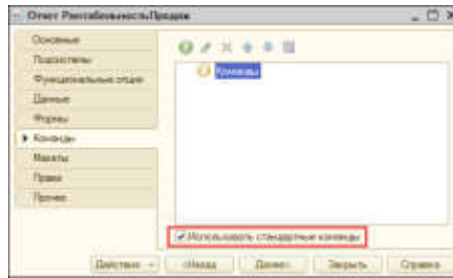 Отчет РентабельностьПродаж
Основные
Подсистемы
Функциональные опции
Данные
Формы
Команды
Макеты
Права
Прочее
Команды
Использовать стандартные команды
Действия
<Назад
Далее>
Закрыть
Справка